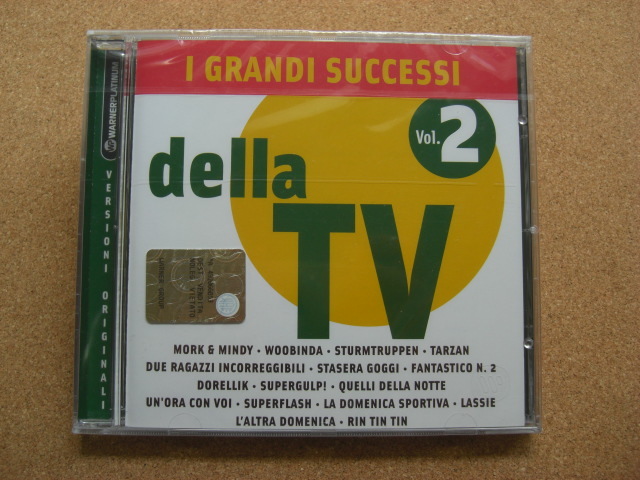 I GRANDI SUCCESSI
Vol. 2
della
TV
MORK & MINDY · WOOBINDA · STURMTRUPPEN · TARZAN
DUE RAGAZZI INCORREGGIBILI · STASERA GOGGI · FANTASTICO N. 2
DORELLIK · SUPERGULP! · QUELLI DELLA NOTTE
UN'ORA CON VOI · SUPERFLASH · LA DOMENICA SPORTIVA · LASSIE
L'ALTRA DOMENICA · RIN TIN TIN
WARNERPLATINUM
VERSIONI ORIGINALI